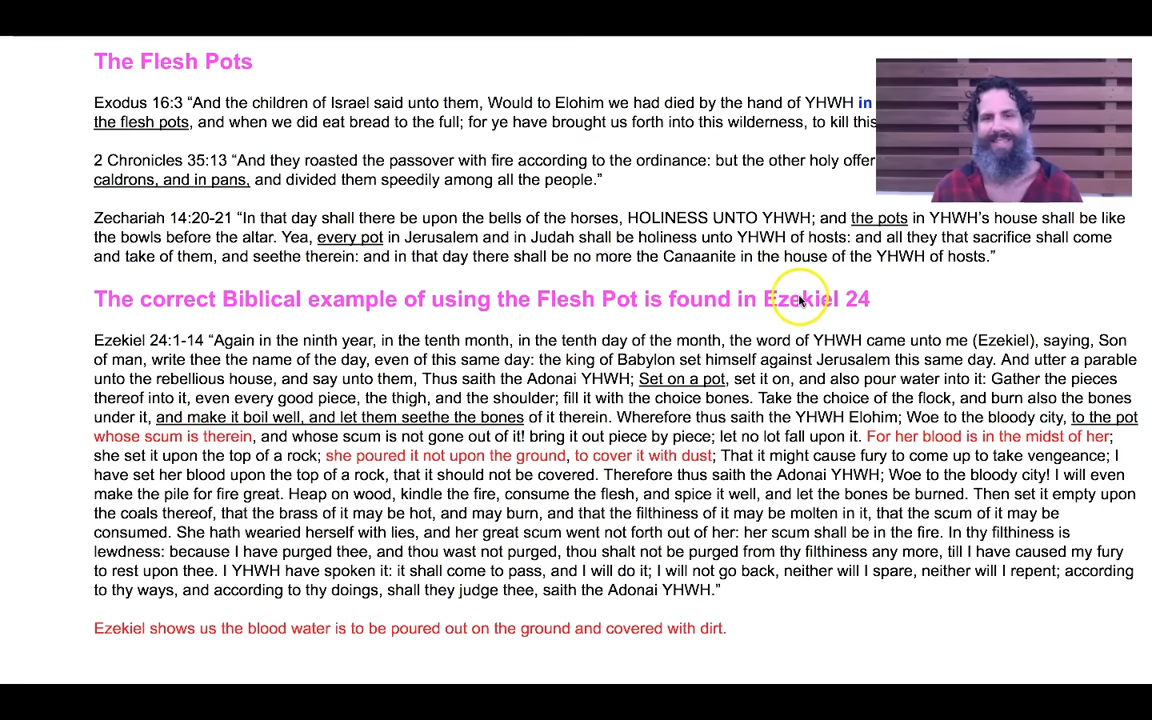 The Flesh Pots
Exodus 16:3 “And the children of Israel said unto them, Would to Elohim we had died by the hand of YHWH in
the flesh pots, and when we did eat bread to the full; for ye have brought us forth into this wilderness, to kill this
2 Chronicles 35:13 “And they roasted the passover with fire according to the ordinance: but the other holy offer
caldrons, and in pans, and divided them speedily among all the people.”
Zechariah 14:20-21 “In that day shall there be upon the bells of the horses, HOLINESS UNTO YHWH; and the pots in YHWH’s house shall be like
the bowls before the altar. Yea, every pot in Jerusalem and in Judah shall be holiness unto YHWH of hosts: and all they that sacrifice shall come
and take of them, and seethe therein: and in that day there shall be no more the Canaanite in the house of the YHWH of hosts.”
The correct Biblical example of using the Flesh Pot is found in Ezekiel 24
Ezekiel 24:1-14 “Again in the ninth year, in the tenth month, in the tenth day of the month, the word of YHWH came unto me (Ezekiel), saying, Son
of man, write thee the name of the day, even of this same day: the king of Babylon set himself against Jerusalem this same day. And utter a parable
unto the rebellious house, and say unto them, Thus saith the Adonai YHWH; Set on a pot, set it on, and also pour water into it: Gather the pieces
thereof into it, even every good piece, the thigh, and the shoulder; fill it with the choice bones. Take the choice of the flock, and burn also the bones
under it, and make it boil well, and let them seethe the bones of it therein. Wherefore thus saith the YHWH Elohim; Woe to the bloody city, to the pot
whose scum is therein, and whose scum is not gone out of it! bring it out piece by piece; let no lot fall upon it. For her blood is in the midst of her;
she set it upon the top of a rock; she poured it not upon the ground, to cover it with dust; That it might cause fury to come up to take vengeance; I
have set her blood upon the top of a rock, that it should not be covered. Therefore thus saith the Adonai YHWH; Woe to the bloody city! I will even
make the pile for fire great. Heap on wood, kindle the fire, consume the flesh, and spice it well, and let the bones be burned. Then set it empty upon
the coals thereof, that the brass of it may be hot, and may burn, and that the filthiness of it may be molten in it, that the scum of it may be
consumed. She hath wearied herself with lies, and her great scum went not forth out of her: her scum shall be in the fire. In thy filthiness is
lewdness: because I have purged thee, and thou wast not purged, thou shalt not be purged from thy filthiness any more, till I have caused my fury
to rest upon thee. I YHWH have spoken it: it shall come to pass, and I will do it; I will not go back, neither will I spare, neither will I repent; according
to thy ways, and according to thy doings, shall they judge thee, saith the Adonai YHWH.”
Ezekiel shows us the blood water is to be poured out on the ground and covered with dirt.